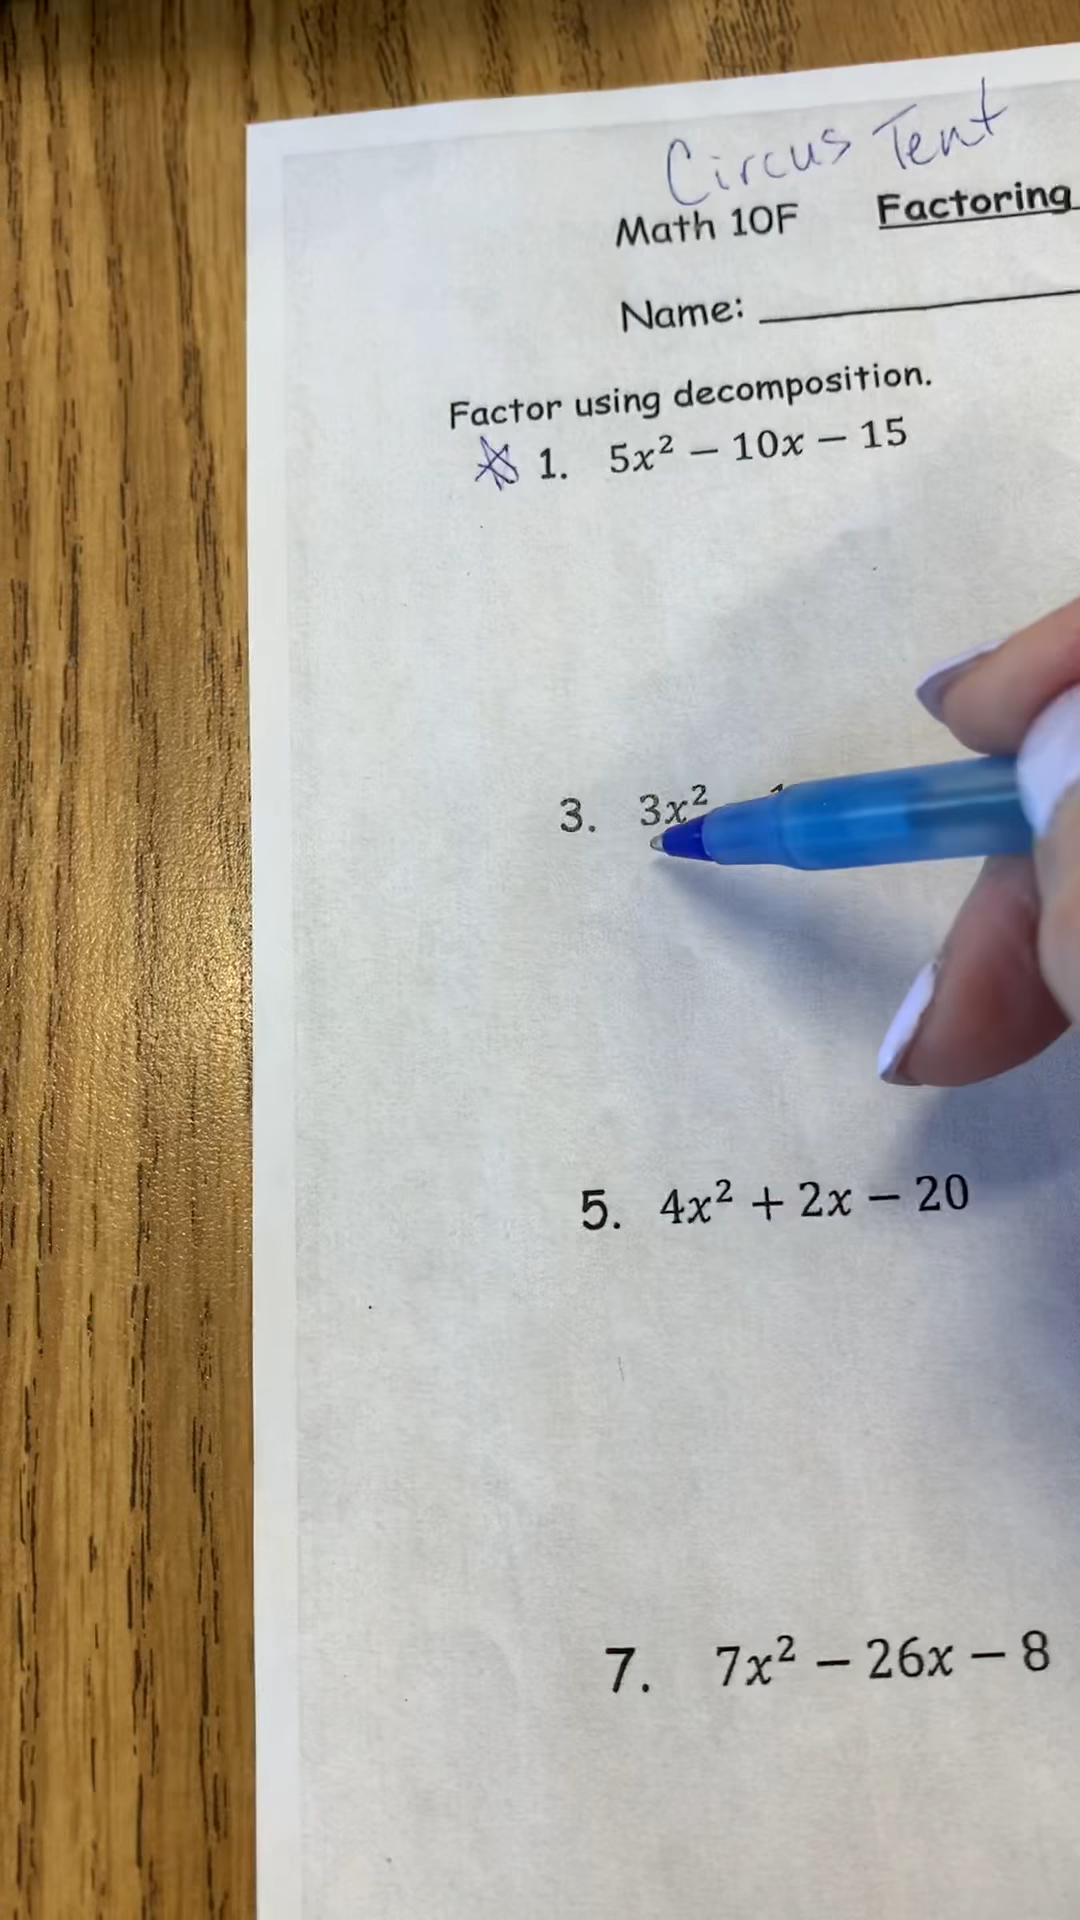 Circus Tent
Math 10F Factoring
Name:
Factor using decomposition.
1. 5x² – 10x – 15
3. 3x²
5. 4x² + 2x – 20
7. 7x² – 26x – 8